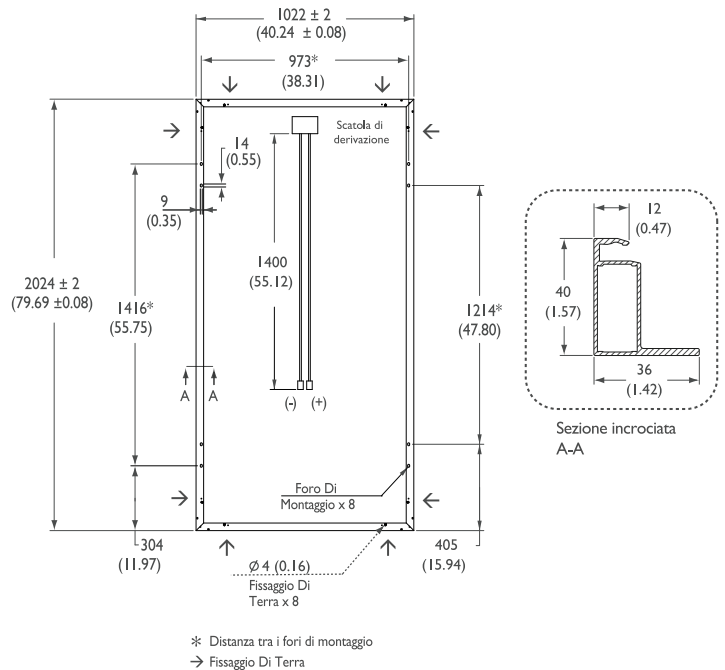 1022 ± 2
(40.24 ± 0.08)
973*
(38.31)
Scatola di
derivazione
14
(0.55)
9
(0.35)
12
(0.47)
1400
(55.12)
2024 ± 2
(79.69 ±0.08)
1416*
(55.75)
1214*
(47.80)
40
(1.57)
36
(1.42)
A A
(-) (+)
Sezione incrociata
A-A
Foro Di
Montaggio x 8
304
(11.97)
Ø 4 (0.16)
Fissaggio Di
Terra x 8
405
(15.94)
* Distanza tra i fori di montaggio
→ Fissaggio Di Terra